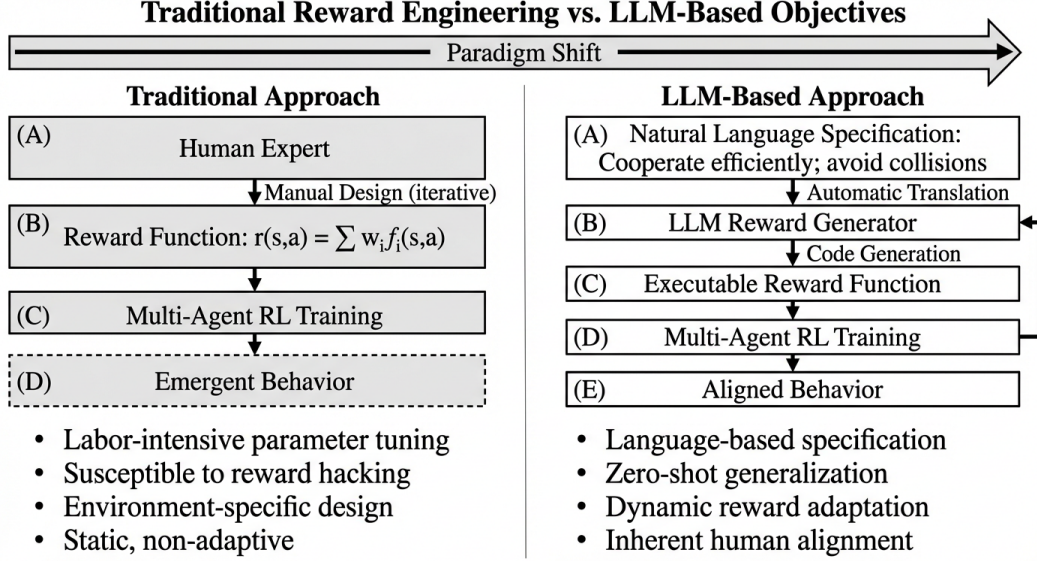 Traditional Reward Engineering vs. LLM-Based Objectives
Paradigm Shift
Traditional Approach
(A) Human Expert
Manual Design (iterative)
(B) Reward Function: r(s,a) = ∑ wᵢfᵢ(s,a)
(C) Multi-Agent RL Training
(D) Emergent Behavior
• Labor-intensive parameter tuning
• Susceptible to reward hacking
• Environment-specific design
• Static, non-adaptive
LLM-Based Approach
(A) Natural Language Specification:
Cooperate efficiently; avoid collisions
Automatic Translation
(B) LLM Reward Generator
Code Generation
(C) Executable Reward Function
(D) Multi-Agent RL Training
(E) Aligned Behavior
• Language-based specification
• Zero-shot generalization
• Dynamic reward adaptation
• Inherent human alignment